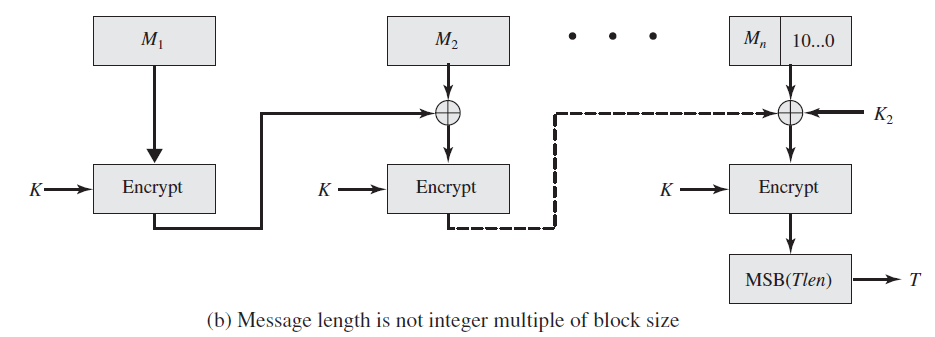 M₁ M₂ • • • Mₙ 10...0
K₂
K Encrypt K Encrypt K Encrypt
MSB(Tlen) T
(b) Message length is not integer multiple of block size